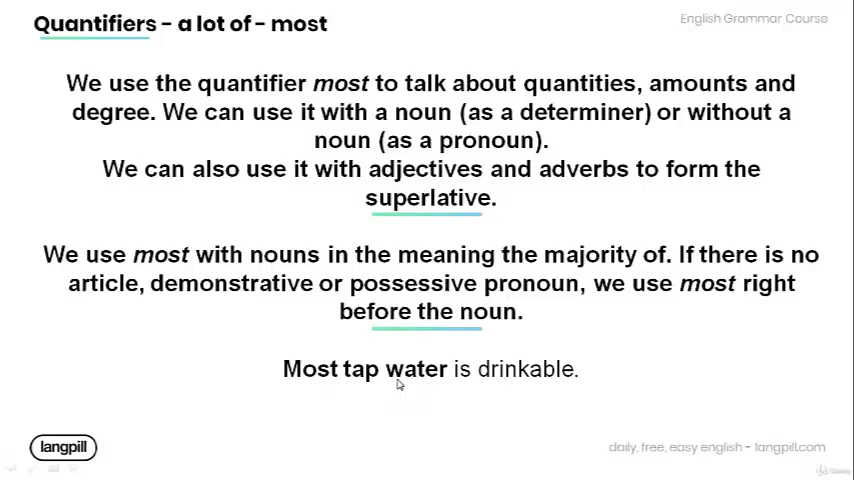 Quantifiers - a lot of - most
English Grammar Course
We use the quantifier most to talk about quantities, amounts and
degree. We can use it with a noun (as a determiner) or without a
noun (as a pronoun).
We can also use it with adjectives and adverbs to form the
superlative.
We use most with nouns in the meaning the majority of. If there is no
article, demonstrative or possessive pronoun, we use most right
before the noun.
Most tap water is drinkable.
langpill
daily, free, easy english - langpill.com
Udemy